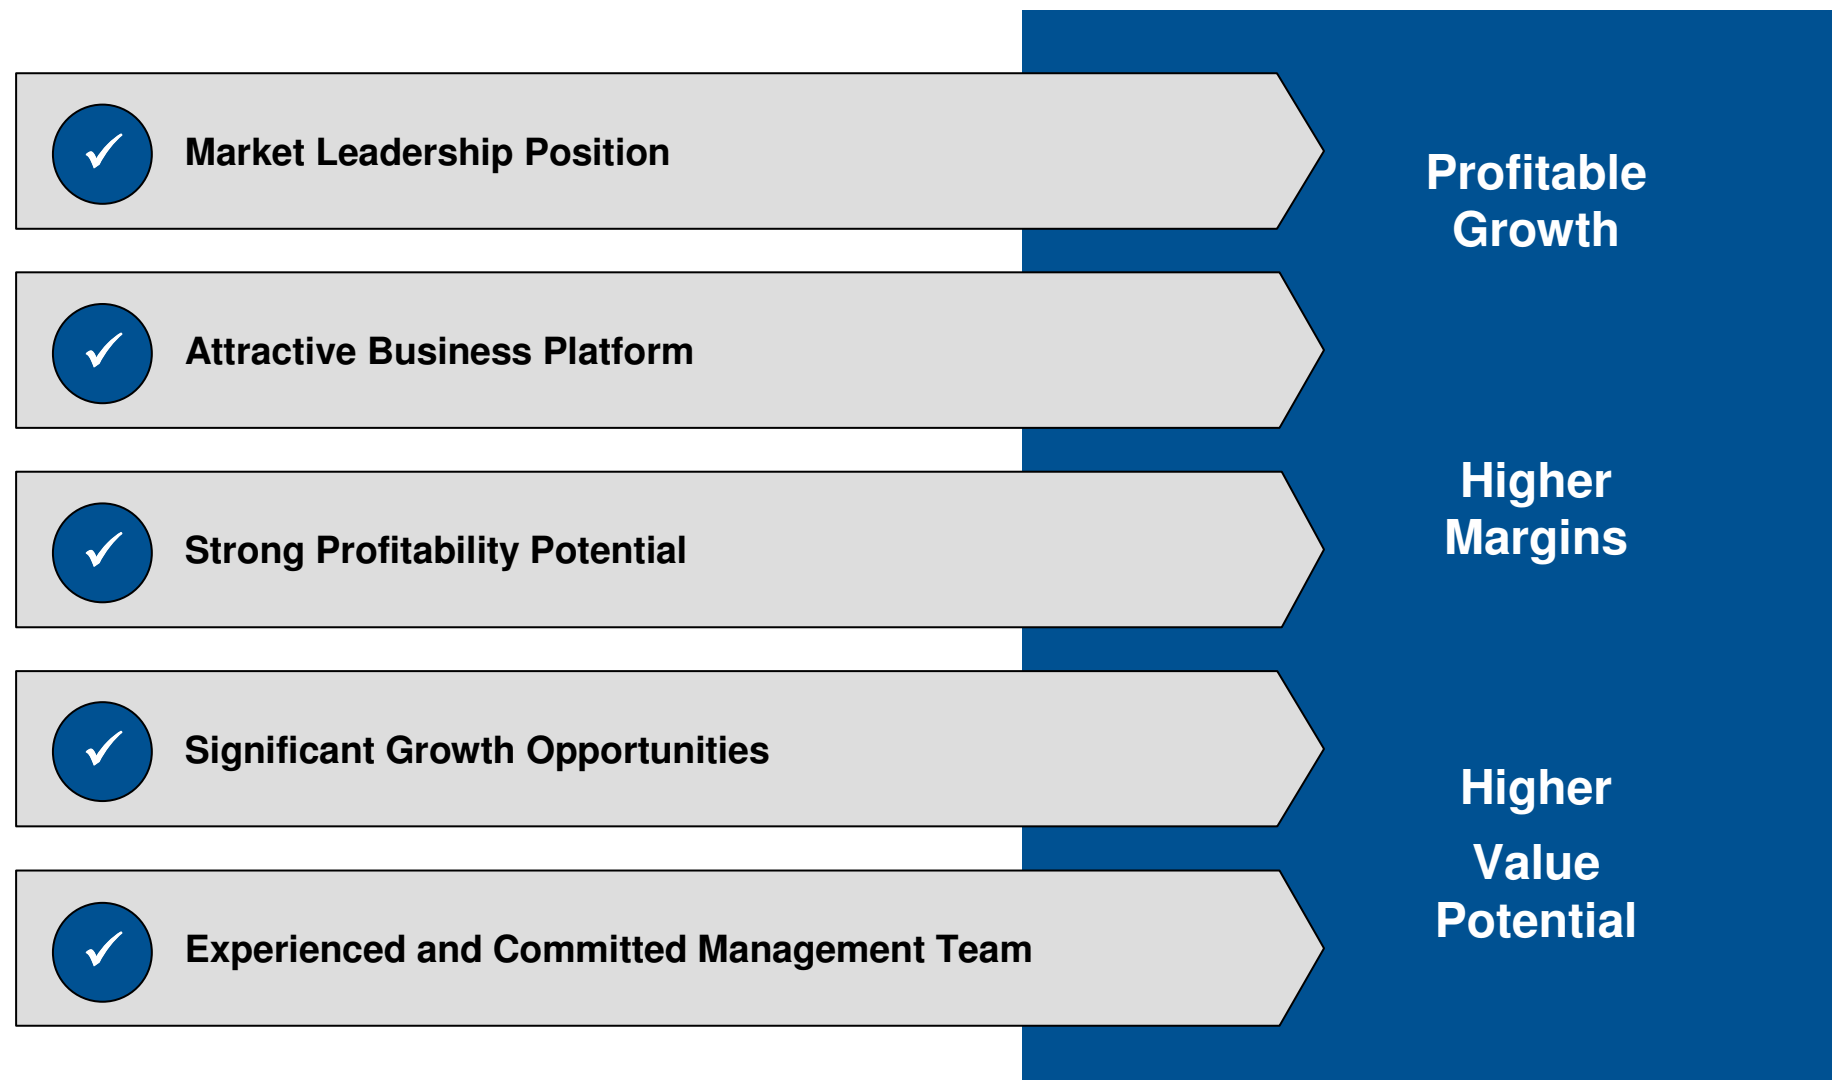 Market Leadership Position
Attractive Business Platform
Strong Profitability Potential
Significant Growth Opportunities
Experienced and Committed Management Team
Profitable
Growth
Higher
Margins
Higher
Value
Potential